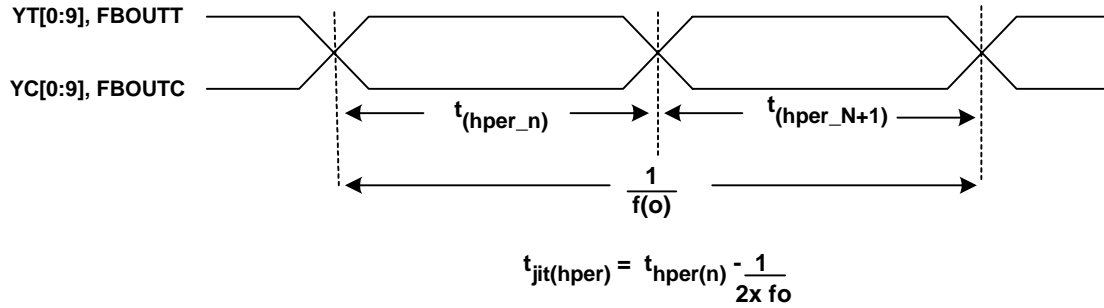 YT[0:9], FBOUTT
YC[0:9], FBOUTC
t(hper_n)
t(hper_N+1)
1
f(o)
tjit(hper) = thper(n) - 1
2x fo